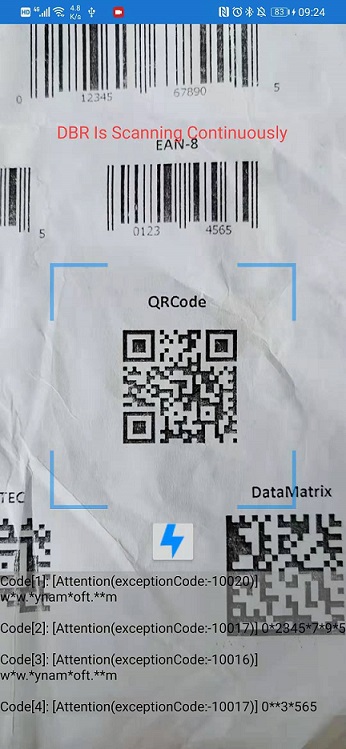 HD 4G 4.8 K/s 83 09:24
0 12345 67890 5
DBR Is Scanning Continuously
EAN-8
5
0123 4565
QRCode
TEC
DataMatrix
Code[1]: [Attention(exceptionCode:-10020)]
w*w.*ynam*oft.**m
Code[2]: [Attention(exceptionCode:-10017)] 0*2345*7*9*5
Code[3]: [Attention(exceptionCode:-10016)]
w*w.*ynam*oft.**m
Code[4]: [Attention(exceptionCode:-10017)] 0**3*565